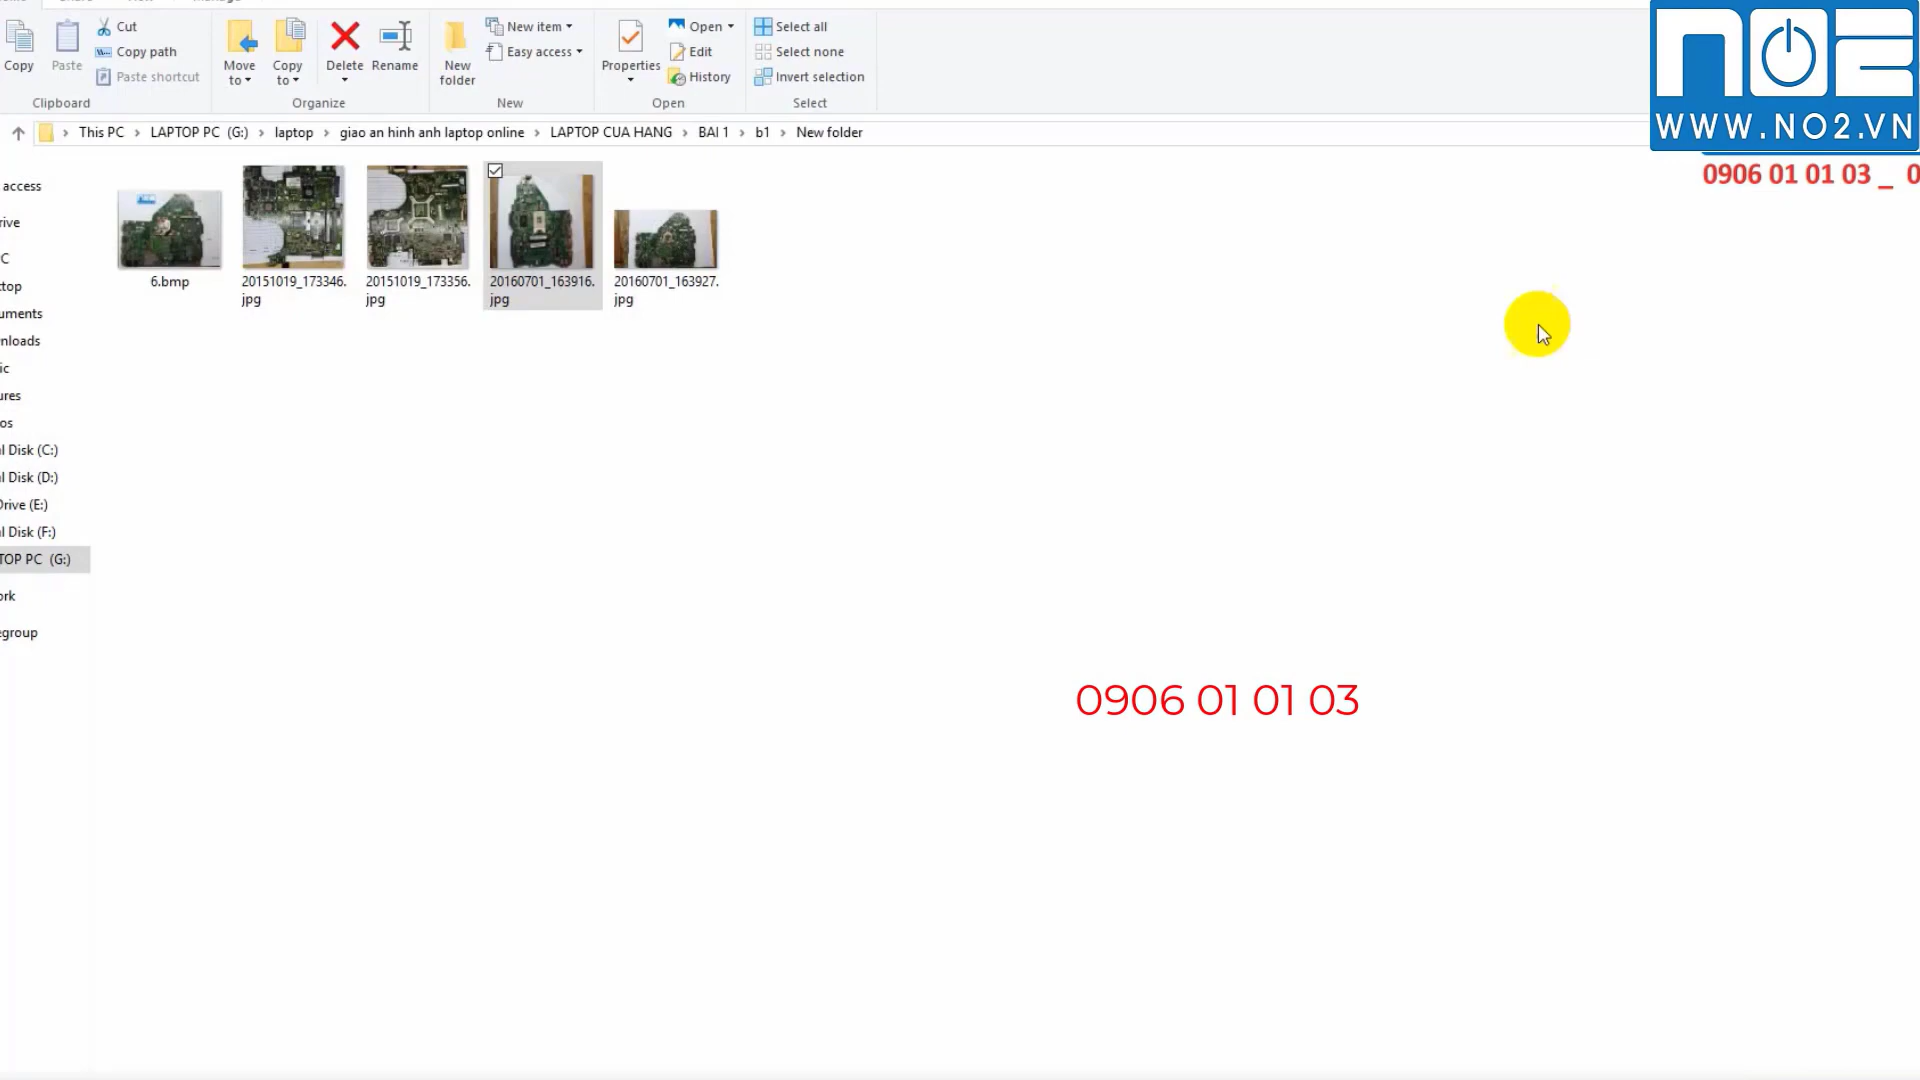 Cut
Copy path
Paste shortcut
Copy
Paste
Clipboard
Move to
Copy to
Delete
Rename
Organize
New folder
New item
Easy access
New
Properties
Open
Edit
History
Open
Select all
Select none
Invert selection
Select
NO2
WWW.NO2.VN
0906 01 01 03 _ 0
This PC > LAPTOP PC (G:) > laptop > giao an hinh anh laptop online > LAPTOP CUA HANG > BAI 1 > b1 > New folder
access
rive
C
top
uments
nloads
ic
ures
os
l Disk (C:)
l Disk (D:)
Drive (E:)
l Disk (F:)
TOP PC (G:)
ork
egroup
6.bmp
20151019_173346.
jpg
20151019_173356.
jpg
20160701_163916.
jpg
20160701_163927.
jpg
0906 01 01 03